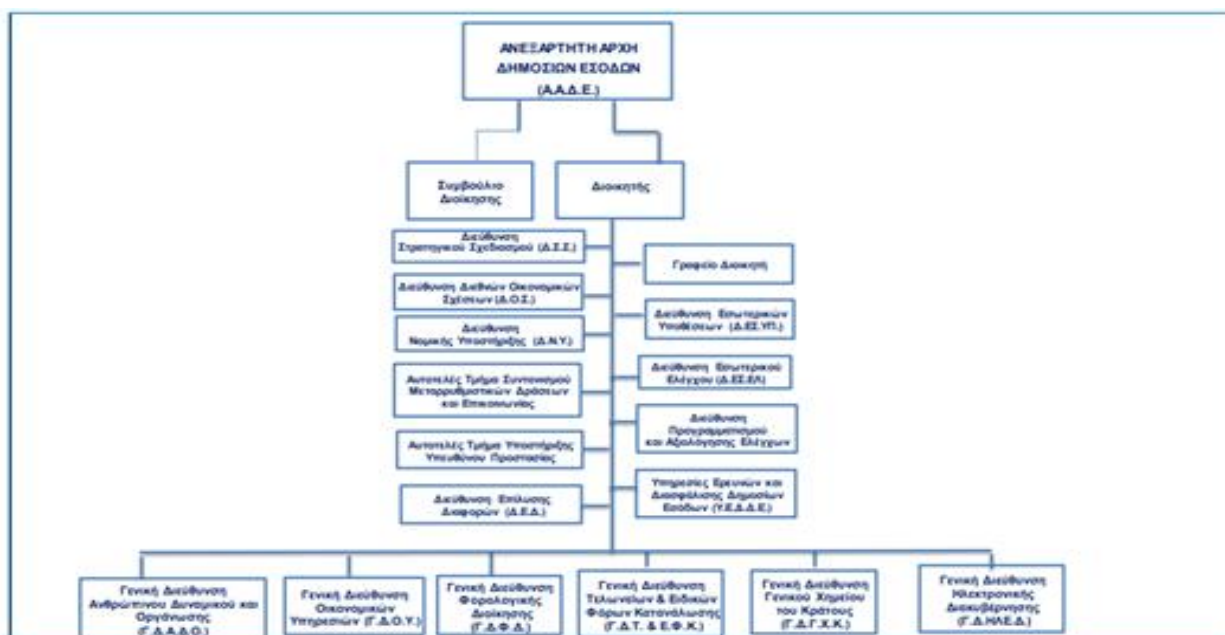 ΑΝΕΞΑΡΤΗΤΗ ΑΡΧΗ
ΔΗΜΟΣΙΩΝ ΕΣΟΔΩΝ
(Α.Α.Δ.Ε.)
Συμβούλιο
Διοίκησης
Διοικητής
Διεύθυνση
Στρατηγικού Σχεδιασμού (Δ.Σ.Σ.)
Γραφείο Διοικητή
Διεύθυνση Διεθνών Οικονομικών
Σχέσεων (Δ.Ο.Σ.)
Διεύθυνση Εσωτερικών
Υποθέσεων (Δ.ΕΣ.ΥΠ.)
Διεύθυνση
Νομικής Υποστήριξης (Δ.Ν.Υ.)
Διεύθυνση Εσωτερικού
Ελέγχου (Δ.ΕΣ.ΕΛ)
Αυτοτελές Τμήμα Συντονισμού
Μεταρρυθμιστικών Δράσεων
και Επικοινωνίας
Διεύθυνση
Προγραμματισμού
και Αξιολόγησης Ελέγχων
Αυτοτελές Τμήμα Υποστήριξης
Υπευθύνου Προστασίας
Υπηρεσίες Ερευνών και
Διασφάλισης Δημοσίων
Εσόδων (Υ.Ε.Δ.Δ.Ε.)
Διεύθυνση Επίλυσης
Διαφορών (Δ.Ε.Δ.)
Γενική Διεύθυνση
Ανθρώπινου Δυναμικού και
Οργάνωσης
(Γ.Δ.Α.Δ.Ο.)
Γενική Διεύθυνση
Οικονομικών
Υπηρεσιών (Γ.Δ.Ο.Υ.)
Γενική Διεύθυνση
Φορολογικής
Διοίκησης
(Γ.Δ.Φ.Δ.)
Γενική Διεύθυνση
Τελωνείων & Ειδικών
Φόρων Κατανάλωσης
(Γ.Δ.Τ. & Ε.Φ.Κ.)
Γενική Διεύθυνση
Γενικού Χημείου
του Κράτους
(Γ.Δ.Γ.Χ.Κ.)
Γενική Διεύθυνση
Ηλεκτρονικής
Διακυβέρνησης
(Γ.Δ.ΗΛΕ.Δ.)